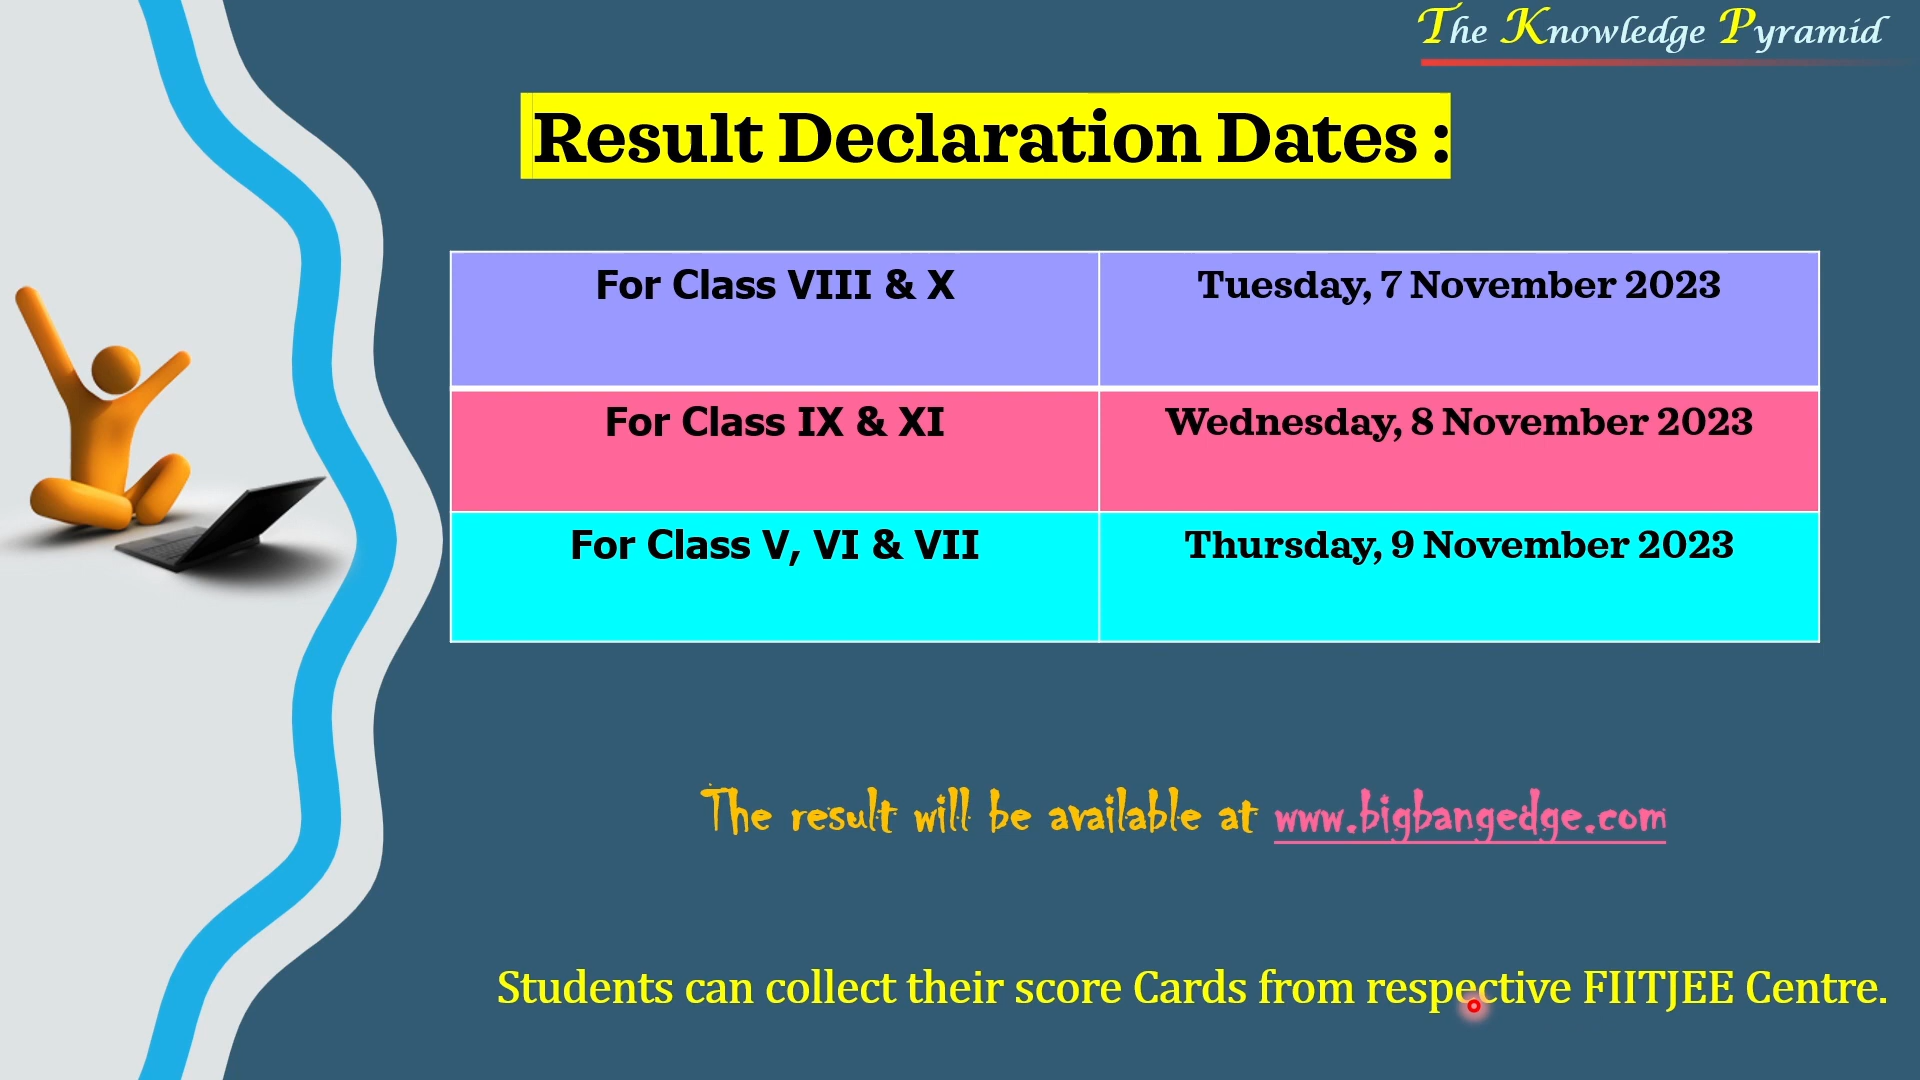 The Knowledge Pyramid
Result Declaration Dates :
For Class VIII & X Tuesday, 7 November 2023
For Class IX & XI Wednesday, 8 November 2023
For Class V, VI & VII Thursday, 9 November 2023
The result will be available at www.bigbangedge.com
Students can collect their score Cards from respective FIITJEE Centre.